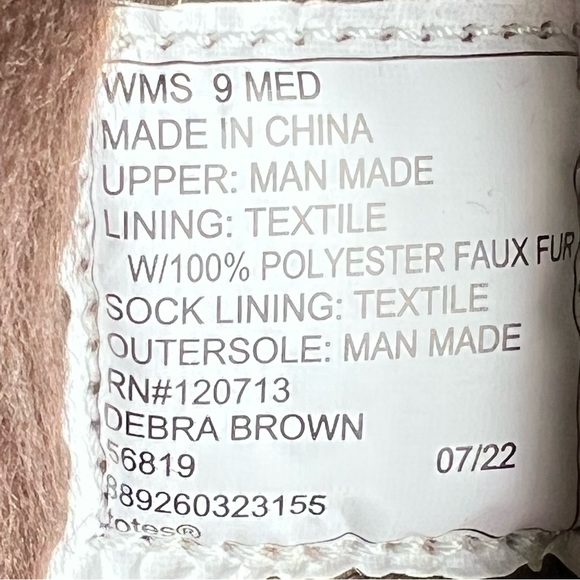 WMS 9 MED
MADE IN CHINA
UPPER: MAN MADE
LINING: TEXTILE
W/100% POLYESTER FAUX FUR
SOCK LINING: TEXTILE
OUTERSOLE: MAN MADE
RN#120713
DEBRA BROWN
56819 07/22
889260323155
totes®